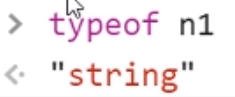 > typeof n1
<· "string"